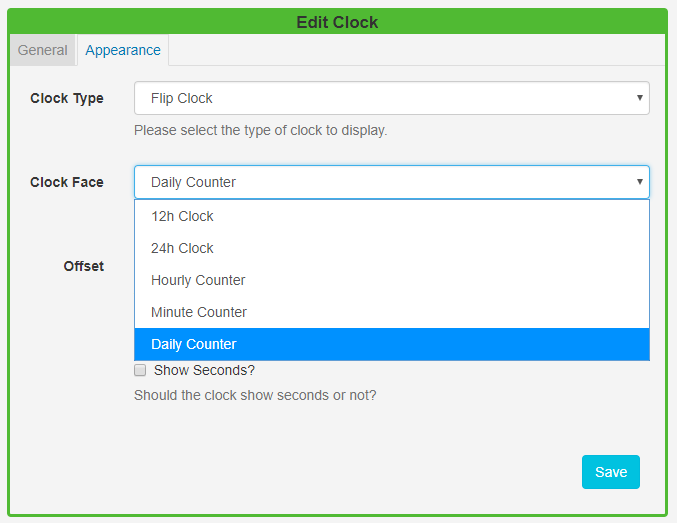 Edit Clock
General
Appearance
Clock Type
Flip Clock
Please select the type of clock to display.
Clock Face
Daily Counter
12h Clock
24h Clock
Offset
Hourly Counter
Minute Counter
Daily Counter
Show Seconds?
Should the clock show seconds or not?
Save